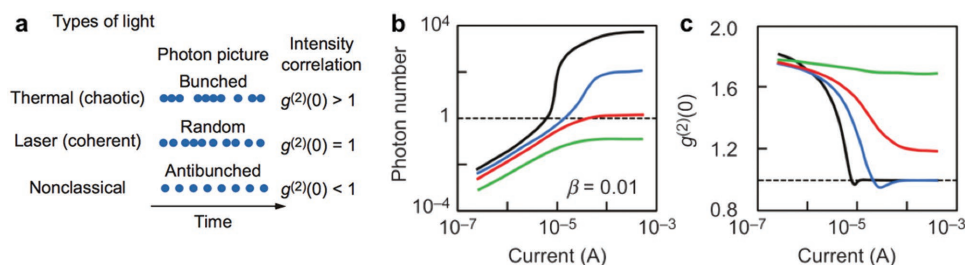 a Types of light
Photon picture
Intensity correlation
Thermal (chaotic) Bunched g(2)(0) > 1
Laser (coherent) Random g(2)(0) = 1
Nonclassical Antibunched g(2)(0) < 1
Time
b
Photon number
10⁴
1
10⁻⁴
β = 0.01
10⁻⁷ 10⁻⁵ 10⁻³
Current (A)
c
g(2)(0)
2.0
1.6
1.2
0.8
10⁻⁷ 10⁻⁵ 10⁻³
Current (A)